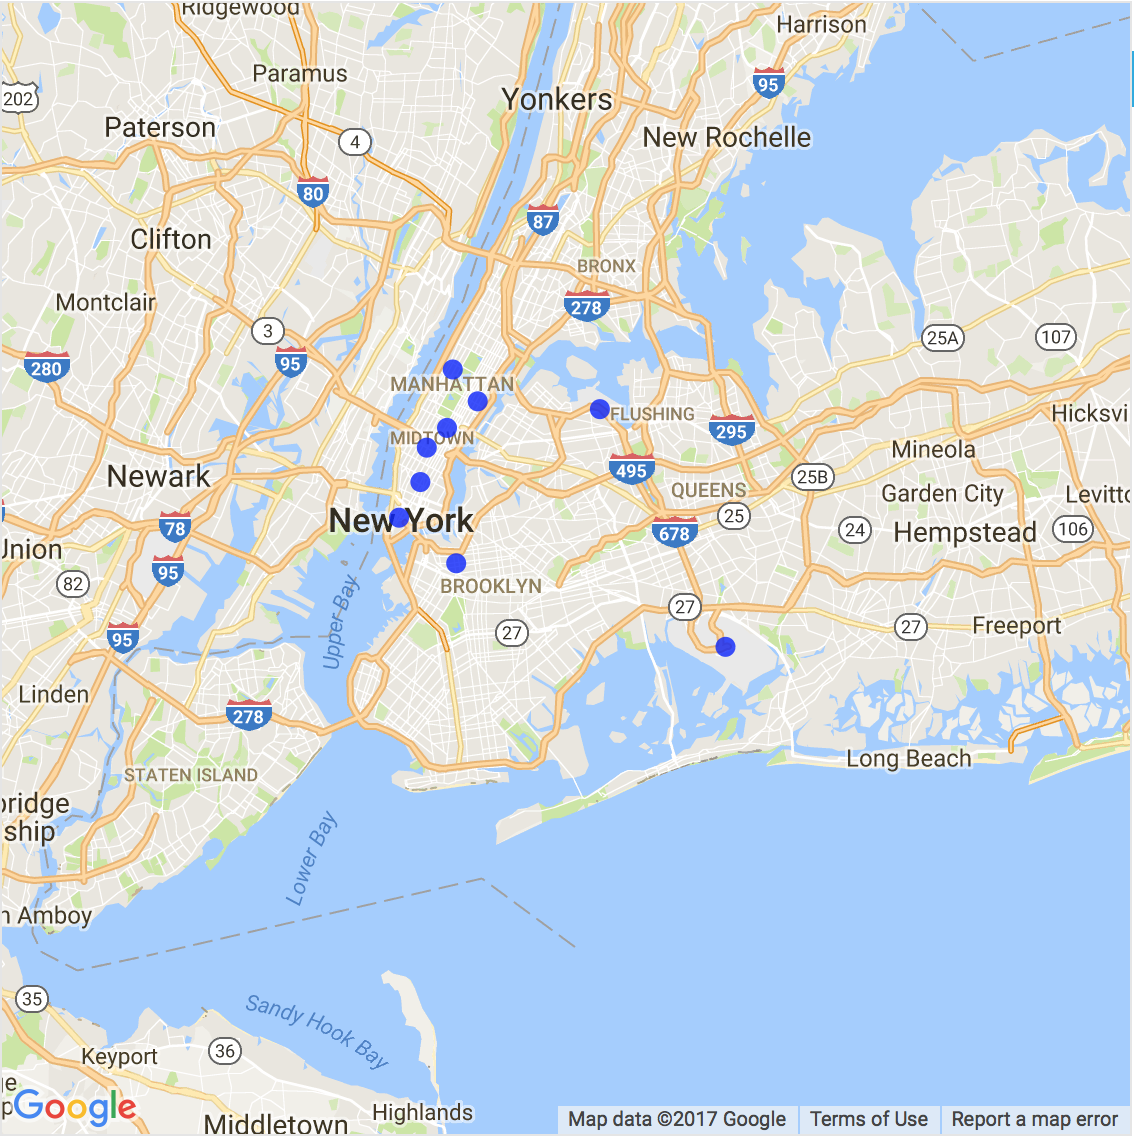 Ridgewood
Harrison
Paramus
95
202
Yonkers
Paterson
New Rochelle
4
80
87
Clifton
BRONX
Montclair
278
3
25A
107
95
280
MANHATTAN
FLUSHING
Hicksvi
295
MIDTOWN
Mineola
495
Newark
25B
QUEENS
Garden City
Levitto
New York
25
78
678
24
Hempstead
106
Union
95
82
BROOKLYN
27
Upper Bay
27
27
Freeport
95
Linden
278
Long Beach
STATEN ISLAND
bridge
ship
Lower Bay
n Amboy
35
Sandy Hook Bay
36
Keyport
ge
p
Google
Highlands
Middletown
Map data ©2017 Google
Terms of Use
Report a map error